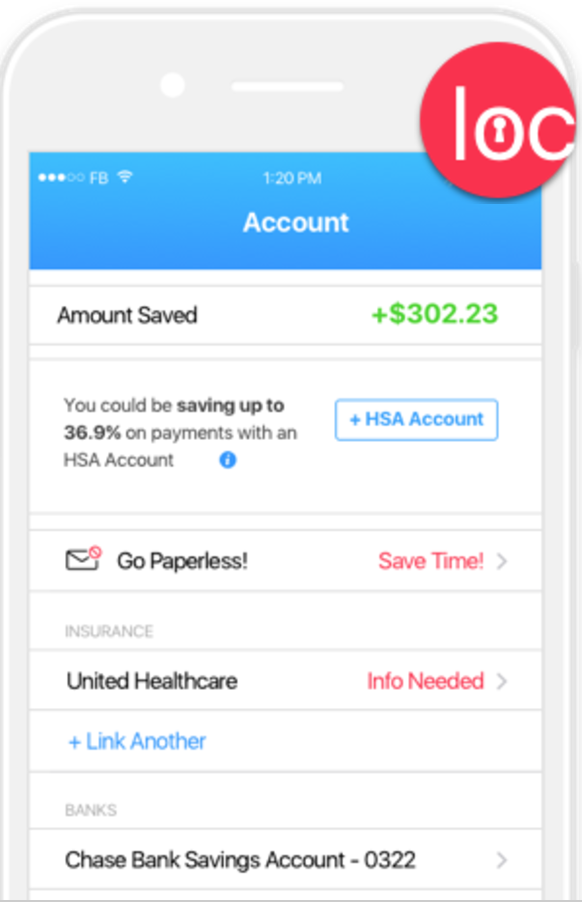 loc
FB 1:20 PM
Account
Amount Saved +$302.23
You could be saving up to
36.9% on payments with an
HSA Account
+ HSA Account
Go Paperless! Save Time!
INSURANCE
United Healthcare Info Needed
+ Link Another
BANKS
Chase Bank Savings Account - 0322